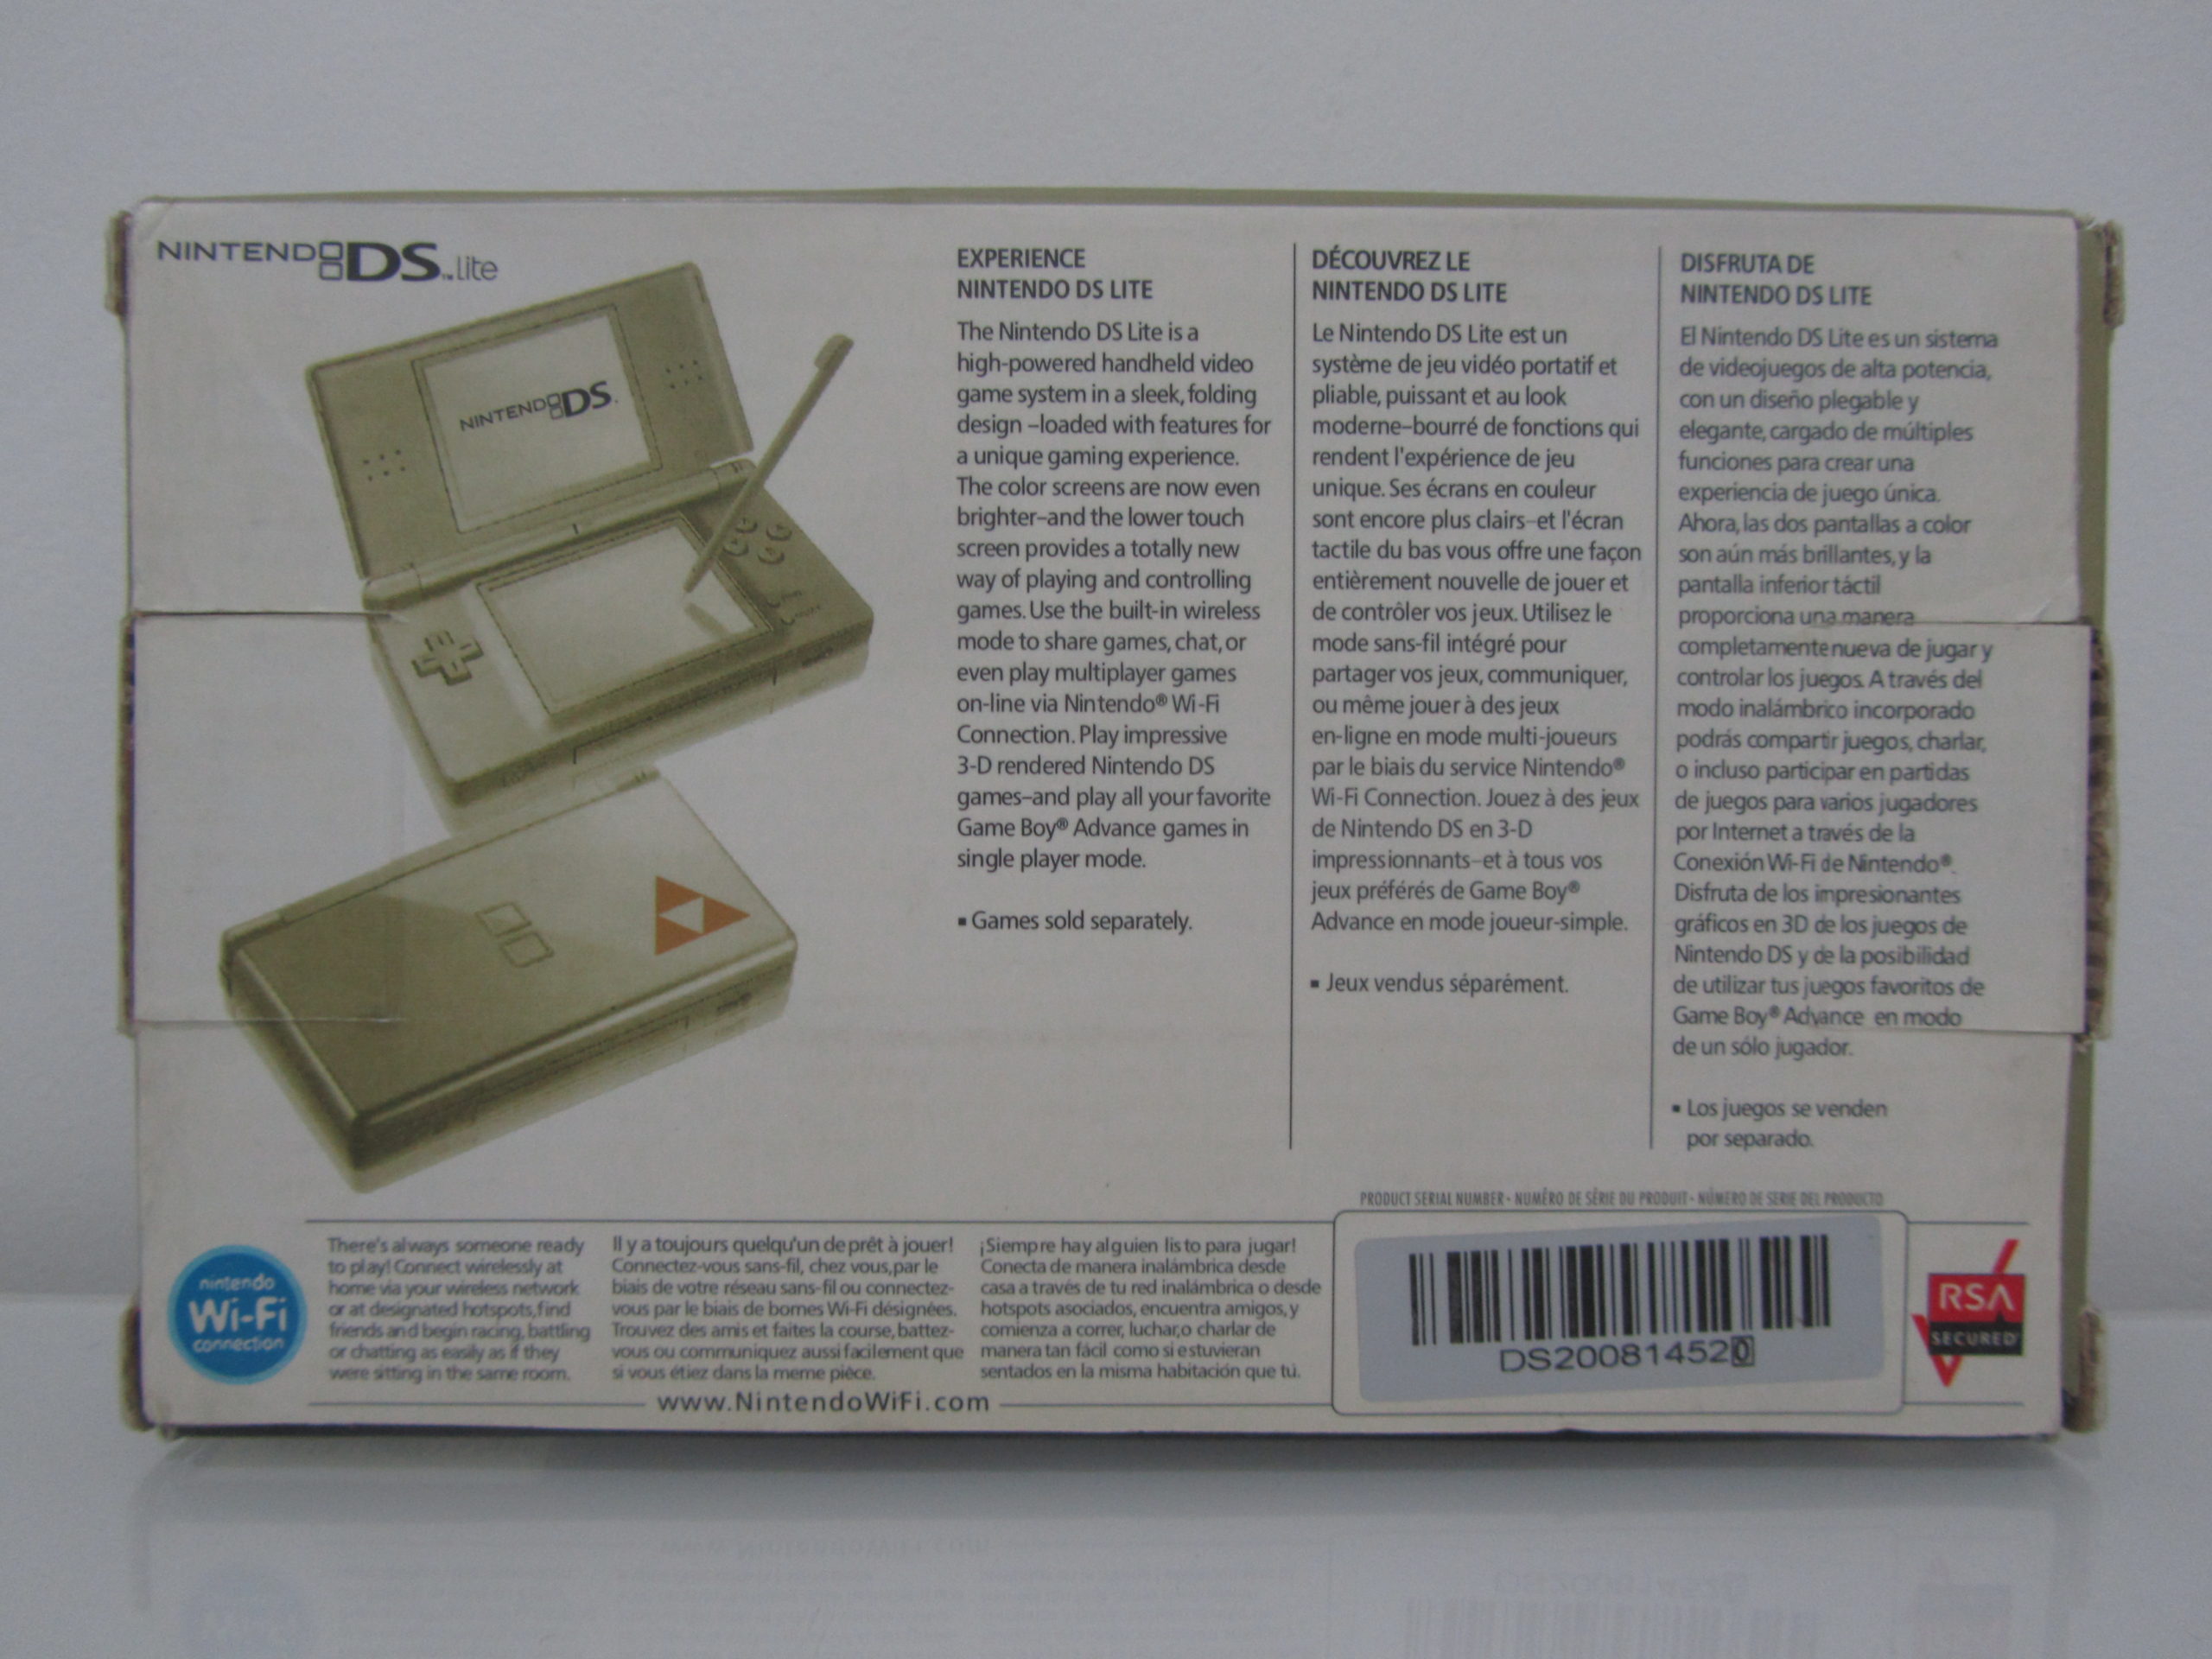 NINTENDO DS™ lite
NINTENDO DS.
EXPERIENCE
NINTENDO DS LITE
The Nintendo DS Lite is a
high-powered handheld video
game system in a sleek, folding
design –loaded with features for
a unique gaming experience.
The color screens are now even
brighter–and the lower touch
screen provides a totally new
way of playing and controlling
games. Use the built-in wireless
mode to share games, chat, or
even play multiplayer games
on-line via Nintendo® Wi-Fi
Connection. Play impressive
3-D rendered Nintendo DS
games–and play all your favorite
Game Boy® Advance games in
single player mode.
▪ Games sold separately.
DÉCOUVREZ LE
NINTENDO DS LITE
Le Nintendo DS Lite est un
système de jeu vidéo portatif et
pliable, puissant et au look
moderne–bourré de fonctions qui
rendent l'expérience de jeu
unique. Ses écrans en couleur
sont encore plus clairs–et l'écran
tactile du bas vous offre une façon
entièrement nouvelle de jouer et
de contrôler vos jeux. Utilisez le
mode sans-fil intégré pour
partager vos jeux, communiquer,
ou même jouer à des jeux
en-ligne en mode multi-joueurs
par le biais du service Nintendo®
Wi-Fi Connection. Jouez à des jeux
de Nintendo DS en 3-D
impressionnants–et à tous vos
jeux préférés de Game Boy®
Advance en mode joueur-simple.
▪ Jeux vendus séparément.
DISFRUTA DE
NINTENDO DS LITE
El Nintendo DS Lite es un sistema
de videojuegos de alta potencia,
con un diseño plegable y
elegante, cargado de múltiples
funciones para crear una
experiencia de juego única.
Ahora, las dos pantallas a color
son aún más brillantes, y la
pantalla inferior táctil
proporciona una manera
completamente nueva de jugar y
controlar los juegos. A través del
modo inalámbrico incorporado
podrás compartir juegos, charlar,
o incluso participar en partidas
de juegos para varios jugadores
por Internet a través de la
Conexión Wi-Fi de Nintendo®.
Disfruta de los impresionantes
gráficos en 3D de los juegos de
Nintendo DS y de la posibilidad
de utilizar tus juegos favoritos de
Game Boy® Advance en modo
de un sólo jugador.
▪ Los juegos se venden
por separado.
PRODUCT SERIAL NUMBER • NUMÉRO DE SÉRIE DU PRODUIT • NÚMERO DE SERIE DEL PRODUCTO
nintendo
Wi-Fi
connection
There's always someone ready
to play! Connect wirelessly at
home via your wireless network
or at designated hotspots, find
friends and begin racing, battling
or chatting as easily as if they
were sitting in the same room.
Il y a toujours quelqu'un de prêt à jouer!
Connectez-vous sans-fil, chez vous, par le
biais de votre réseau sans-fil ou connectez-
vous par le biais de bornes Wi-Fi désignées.
Trouvez des amis et faites la course, battez-
vous ou communiquez aussi facilement que
si vous étiez dans la meme pièce.
¡Siempre hay alguien listo para jugar!
Conecta de manera inalámbrica desde
casa a través de tu red inalámbrica o desde
hotspots asociados, encuentra amigos, y
comienza a correr, luchar, o charlar de
manera tan fácil como si estuvieran
sentados en la misma habitación que tú.
www.NintendoWiFi.com
DS200814520
RSA
SECURED